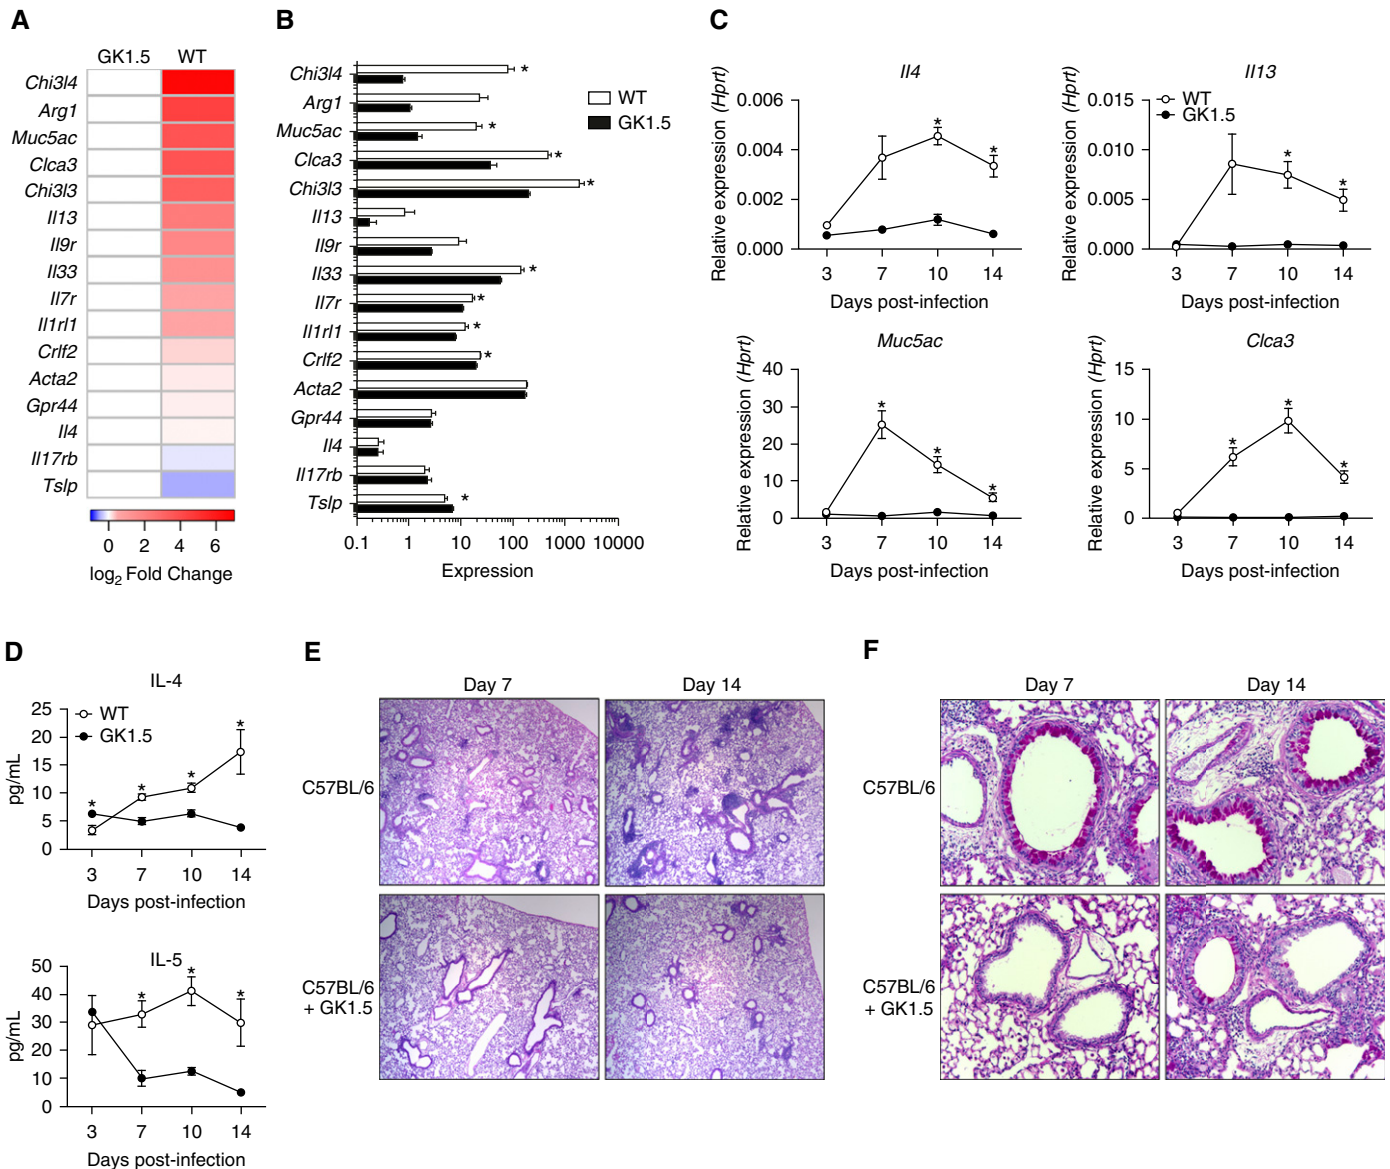 A
GK1.5 WT
Chi3l4
Arg1
Muc5ac
Clca3
Chi3l3
Il13
Il9r
Il33
Il7r
Il1rl1
Crlf2
Acta2
Gpr44
Il4
Il17rb
Tslp
0 2 4 6
log2 Fold Change
B
Chi3l4 *
Arg1
Muc5ac *
Clca3 *
Chi3l3 *
Il13
Il9r
Il33 *
Il7r *
Il1rl1 *
Crlf2 *
Acta2
Gpr44
Il4
Il17rb
Tslp *
WT
GK1.5
0.1 1 10 100 1000 10000
Expression
C
Il4
Relative expression (Hprt)
0.006
0.004
0.002
0.000
* *
3 7 10 14
Days post-infection
Il13
WT
GK1.5
Relative expression (Hprt)
0.015
0.010
0.005
0.000
* *
3 7 10 14
Days post-infection
Muc5ac
Relative expression (Hprt)
40
30
20
10
0
* * *
3 7 10 14
Days post-infection
Clca3
Relative expression (Hprt)
15
10
5
0
* * *
3 7 10 14
Days post-infection
D
IL-4
WT
GK1.5
pg/mL
25
20
15
10
5
0
* * * *
3 7 10 14
Days post-infection
IL-5
pg/mL
50
40
30
20
10
0
* * *
3 7 10 14
Days post-infection
E
Day 7 Day 14
C57BL/6
C57BL/6
+ GK1.5
F
Day 7 Day 14
C57BL/6
C57BL/6
+ GK1.5